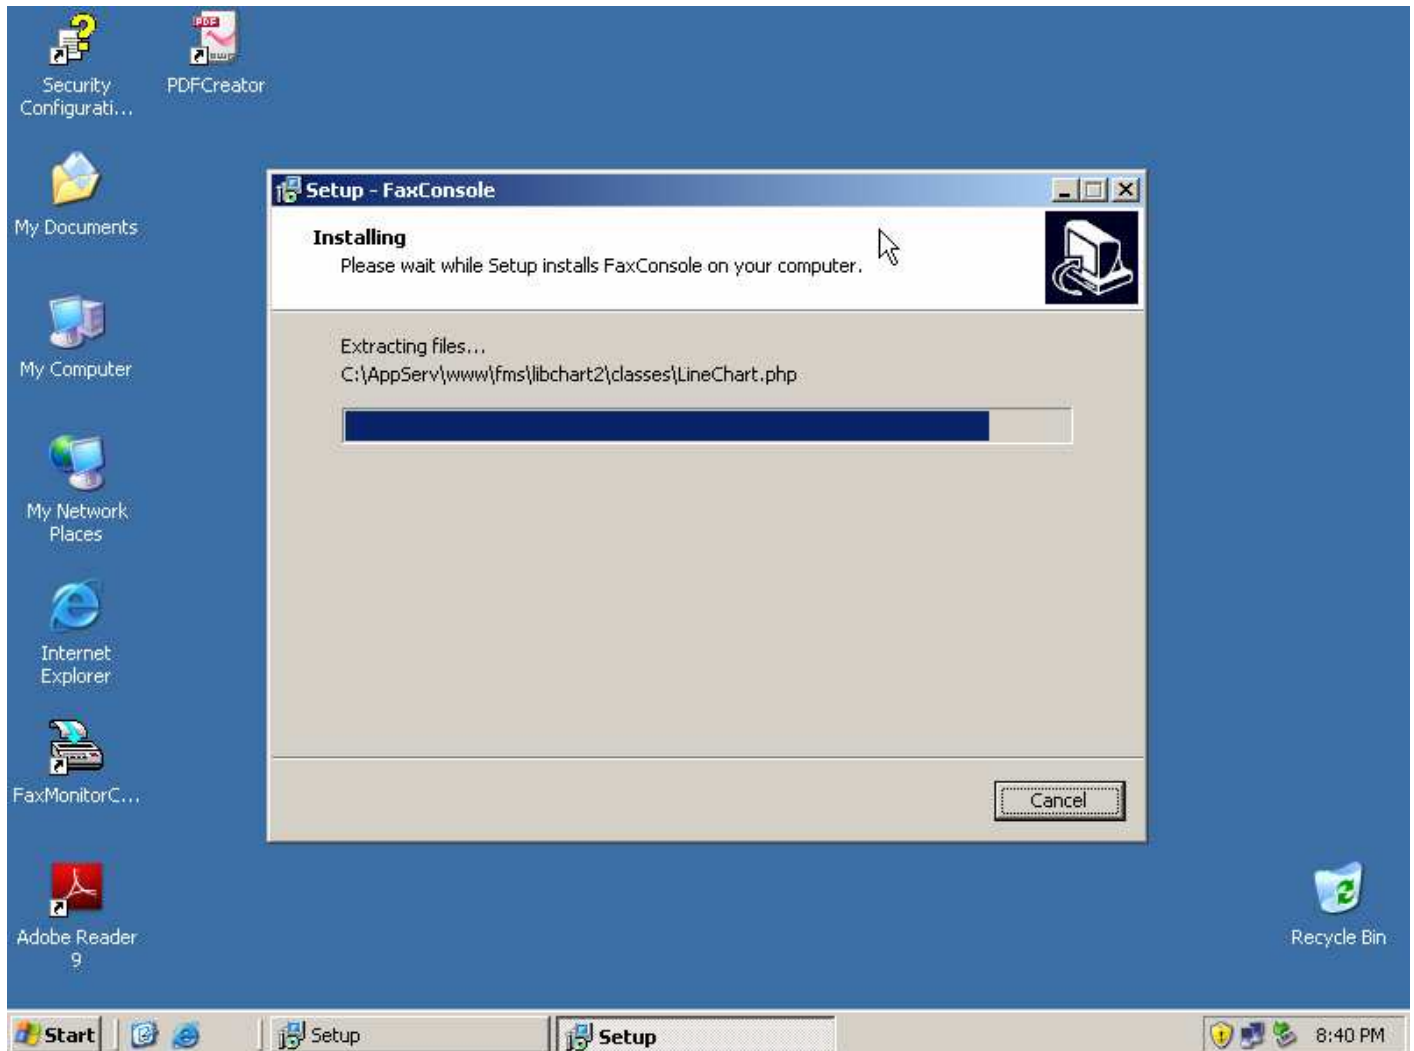 Security
Configurati...
PDFCreator
My Documents
My Computer
My Network
Places
Internet
Explorer
FaxMonitorC...
Adobe Reader
9
Setup - FaxConsole
Installing
Please wait while Setup installs FaxConsole on your computer.
Extracting files...
C:\AppServ\www\fms\libchart2\classes\LineChart.php
Cancel
Recycle Bin
Start
Setup
Setup
8:40 PM